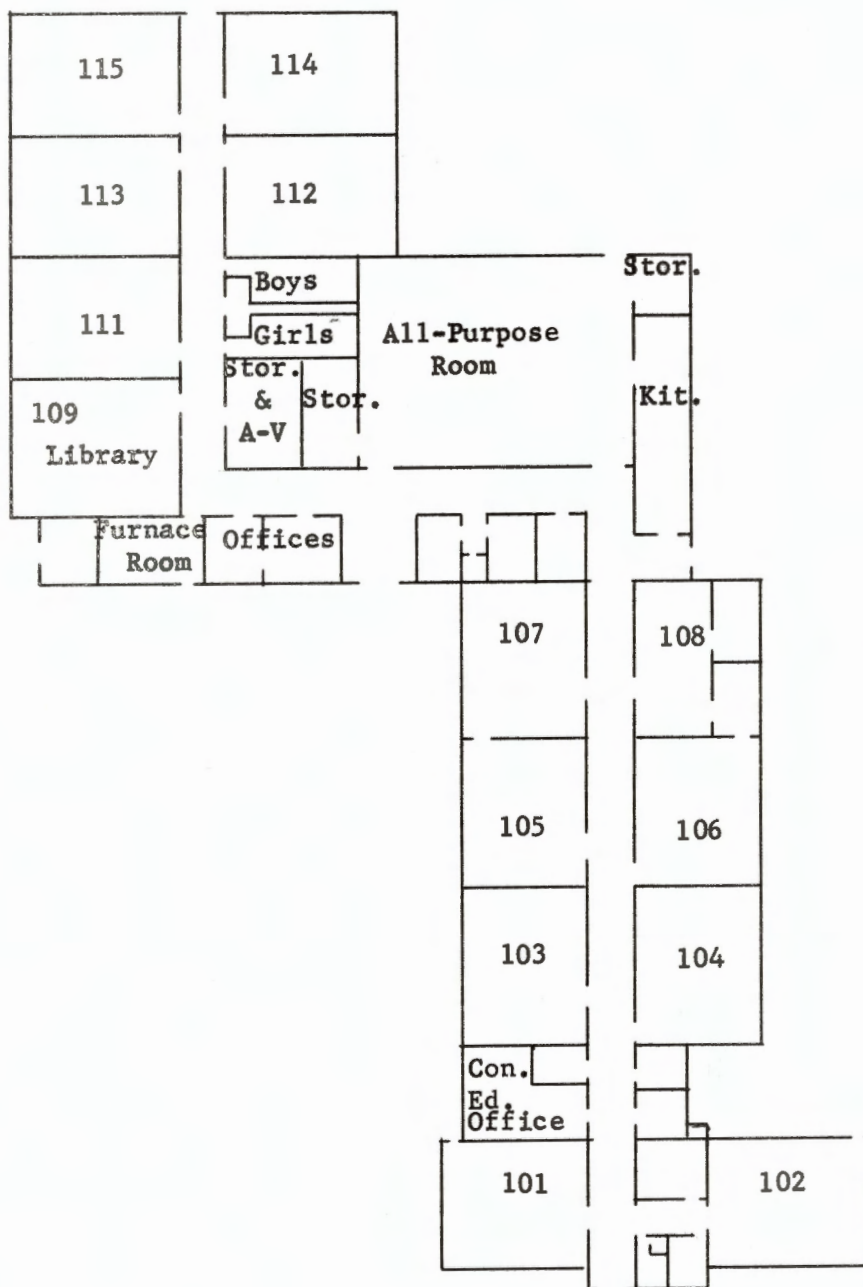 115
114
113
112
Boys
Stor.
111
Girls
All-Purpose
Room
Stor.
&
A-V
Stor.
Kit.
109
Library
Furnace
Room
Offices
107
108
105
106
103
104
Con.
Ed.
Office
101
102